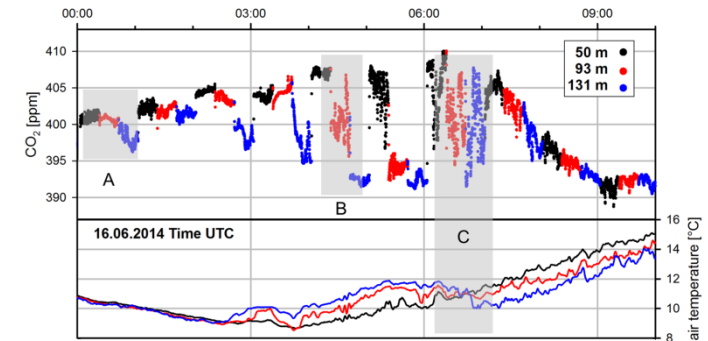 00:00 03:00 06:00 09:00
410
405
400
395
390
CO2 [ppm]
50 m
93 m
131 m
A
B
C
16.06.2014 Time UTC
16
14
12
10
8
air temperature [°C]